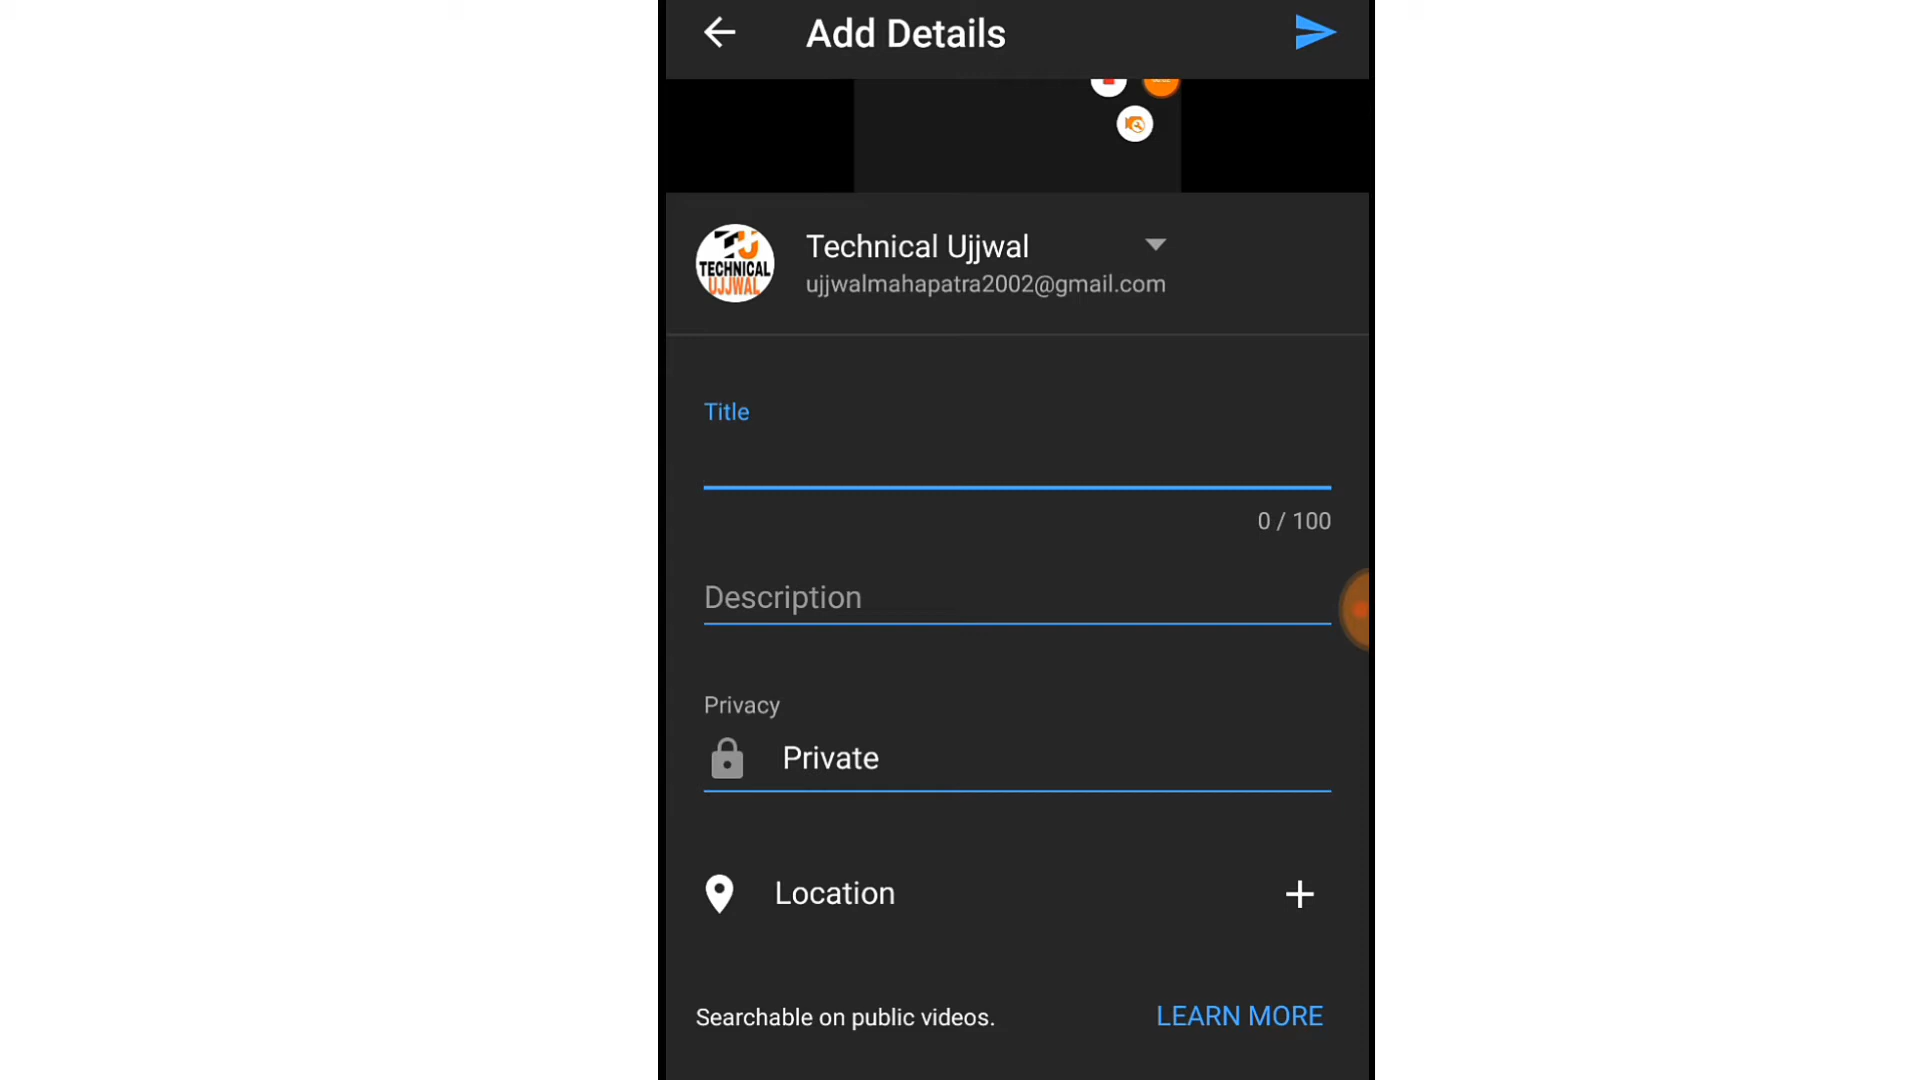 Add Details
Technical Ujjwal
TECHNICAL
UJJWAL
ujjwalmahapatra2002@gmail.com
Title
0 / 100
Description
Privacy
Private
Location
Searchable on public videos.
LEARN MORE